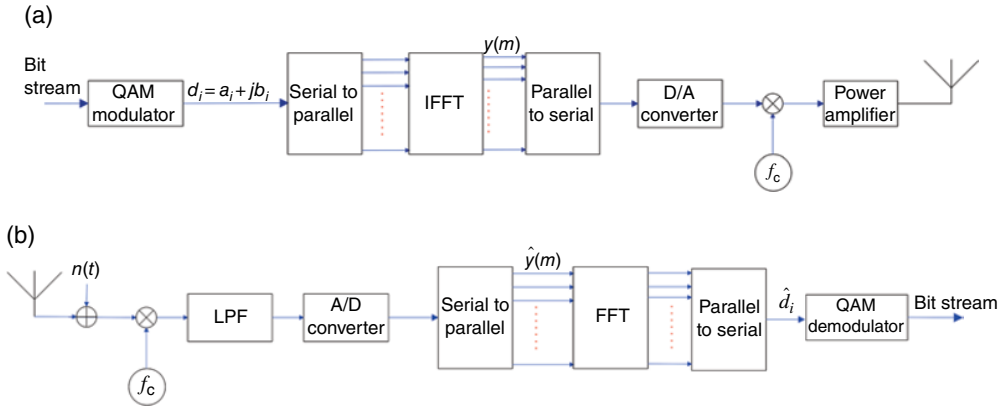 (a)
Bit stream
QAM modulator
d_i = a_i + jb_i
Serial to parallel
IFFT
y(m)
Parallel to serial
D/A converter
f_c
Power amplifier
(b)
n(t)
f_c
LPF
A/D converter
Serial to parallel
ŷ(m)
FFT
Parallel to serial
d̂_i
QAM demodulator
Bit stream